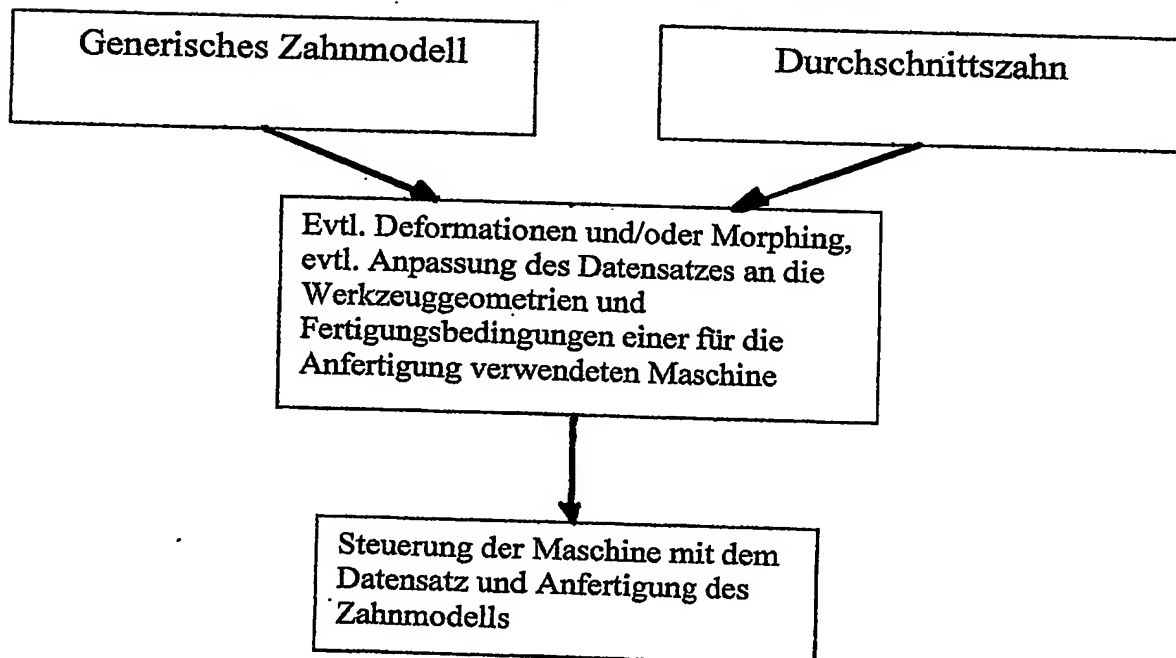 Generisches Zahnmodell
Durchschnittszahn
Evtl. Deformationen und/oder Morphing,
evtl. Anpassung des Datensatzes an die
Werkzeuggeometrien und
Fertigungsbedingungen einer für die
Anfertigung verwendeten Maschine
Steuerung der Maschine mit dem
Datensatz und Anfertigung des
Zahnmodells